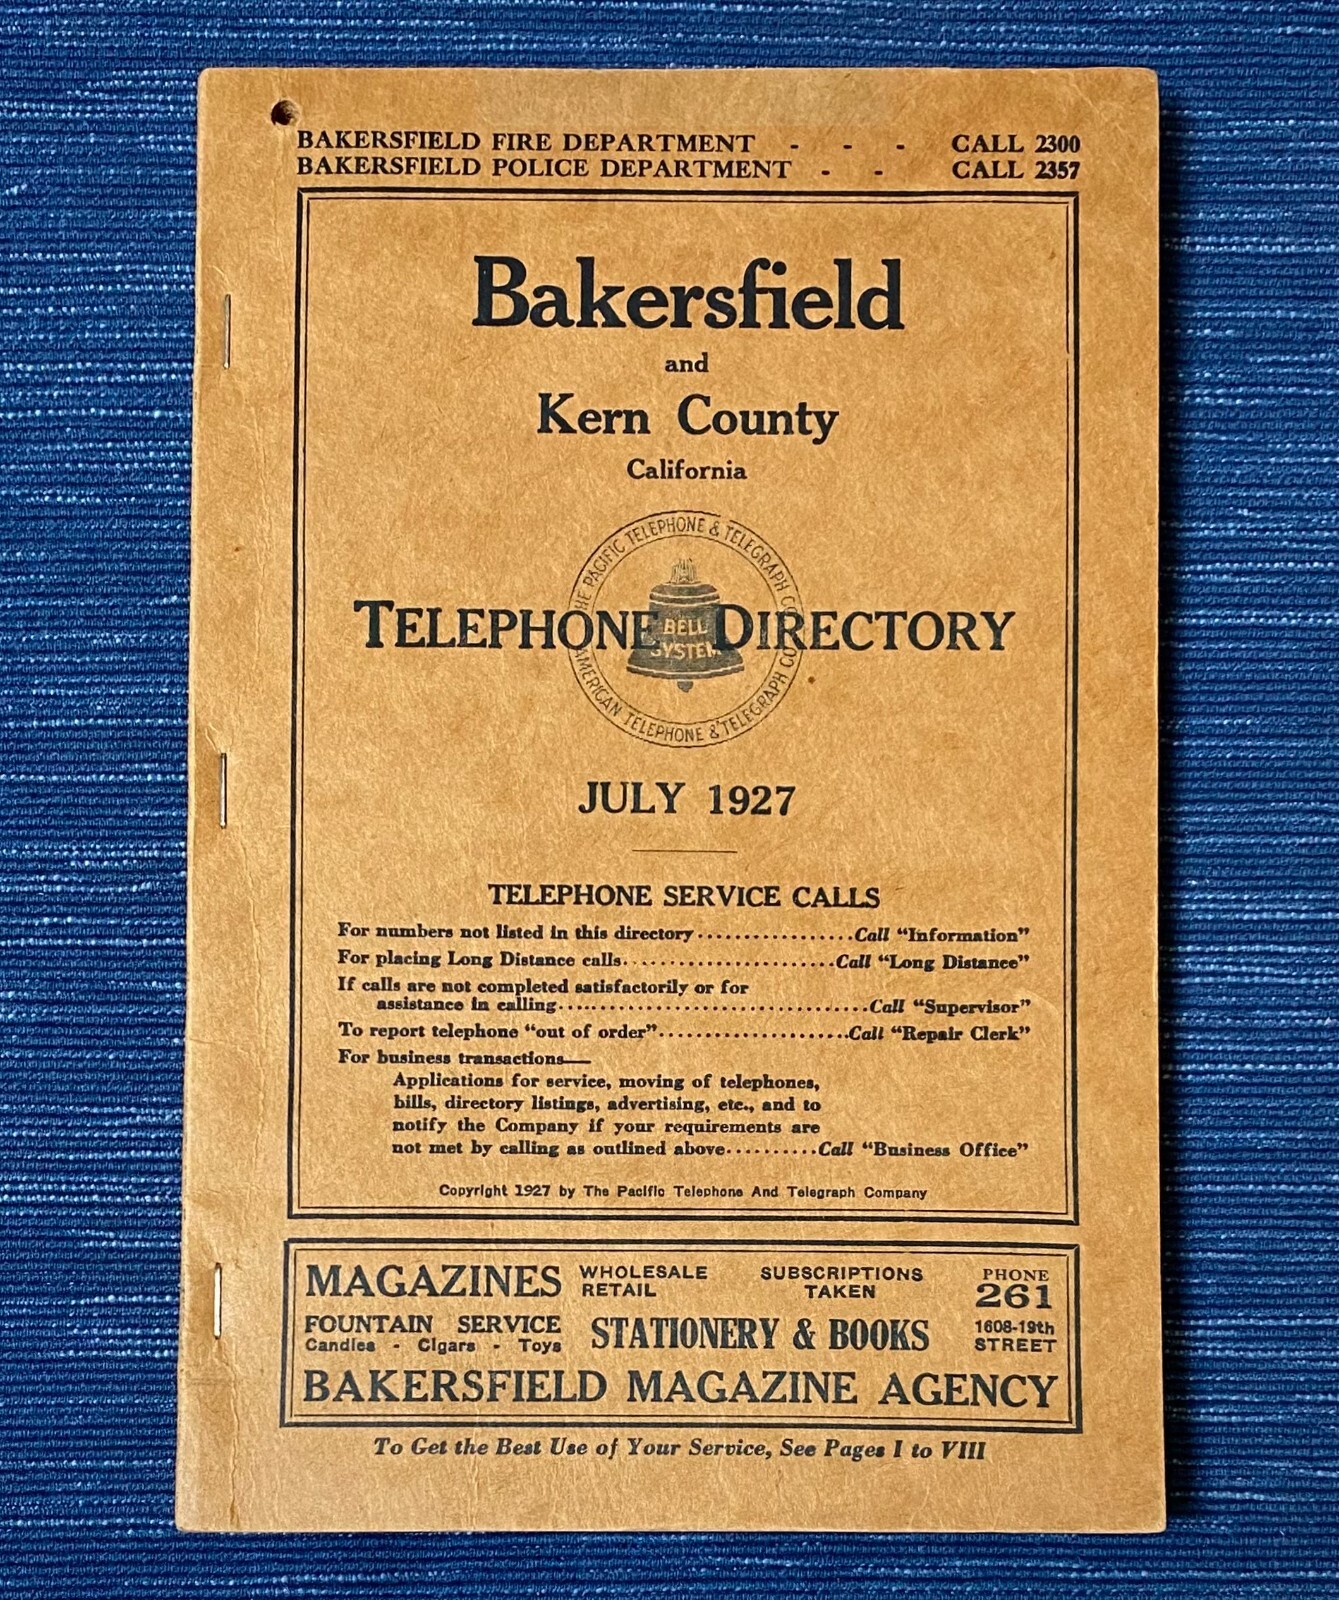 BAKERSFIELD FIRE DEPARTMENT - - - CALL 2300
BAKERSFIELD POLICE DEPARTMENT - - CALL 2357
Bakersfield
and
Kern County
California
THE PACIFIC TELEPHONE & TELEGRAPH CO.
TELEPHONE DIRECTORY
BELL
SYSTEM
AMERICAN TELEPHONE & TELEGRAPH CO.
JULY 1927
TELEPHONE SERVICE CALLS
For numbers not listed in this directory.................Call "Information"
For placing Long Distance calls.......................Call "Long Distance"
If calls are not completed satisfactorily or for
assistance in calling..................................Call "Supervisor"
To report telephone "out of order".....................Call "Repair Clerk"
For business transactions—
Applications for service, moving of telephones,
bills, directory listings, advertising, etc., and to
notify the Company if your requirements are
not met by calling as outlined above..........Call "Business Office"
Copyright 1927 by The Pacific Telephone And Telegraph Company
MAGAZINES WHOLESALE RETAIL SUBSCRIPTIONS TAKEN PHONE 261
FOUNTAIN SERVICE STATIONERY & BOOKS 1608-19th
Candies - Cigars - Toys STREET
BAKERSFIELD MAGAZINE AGENCY
To Get the Best Use of Your Service, See Pages I to VIII